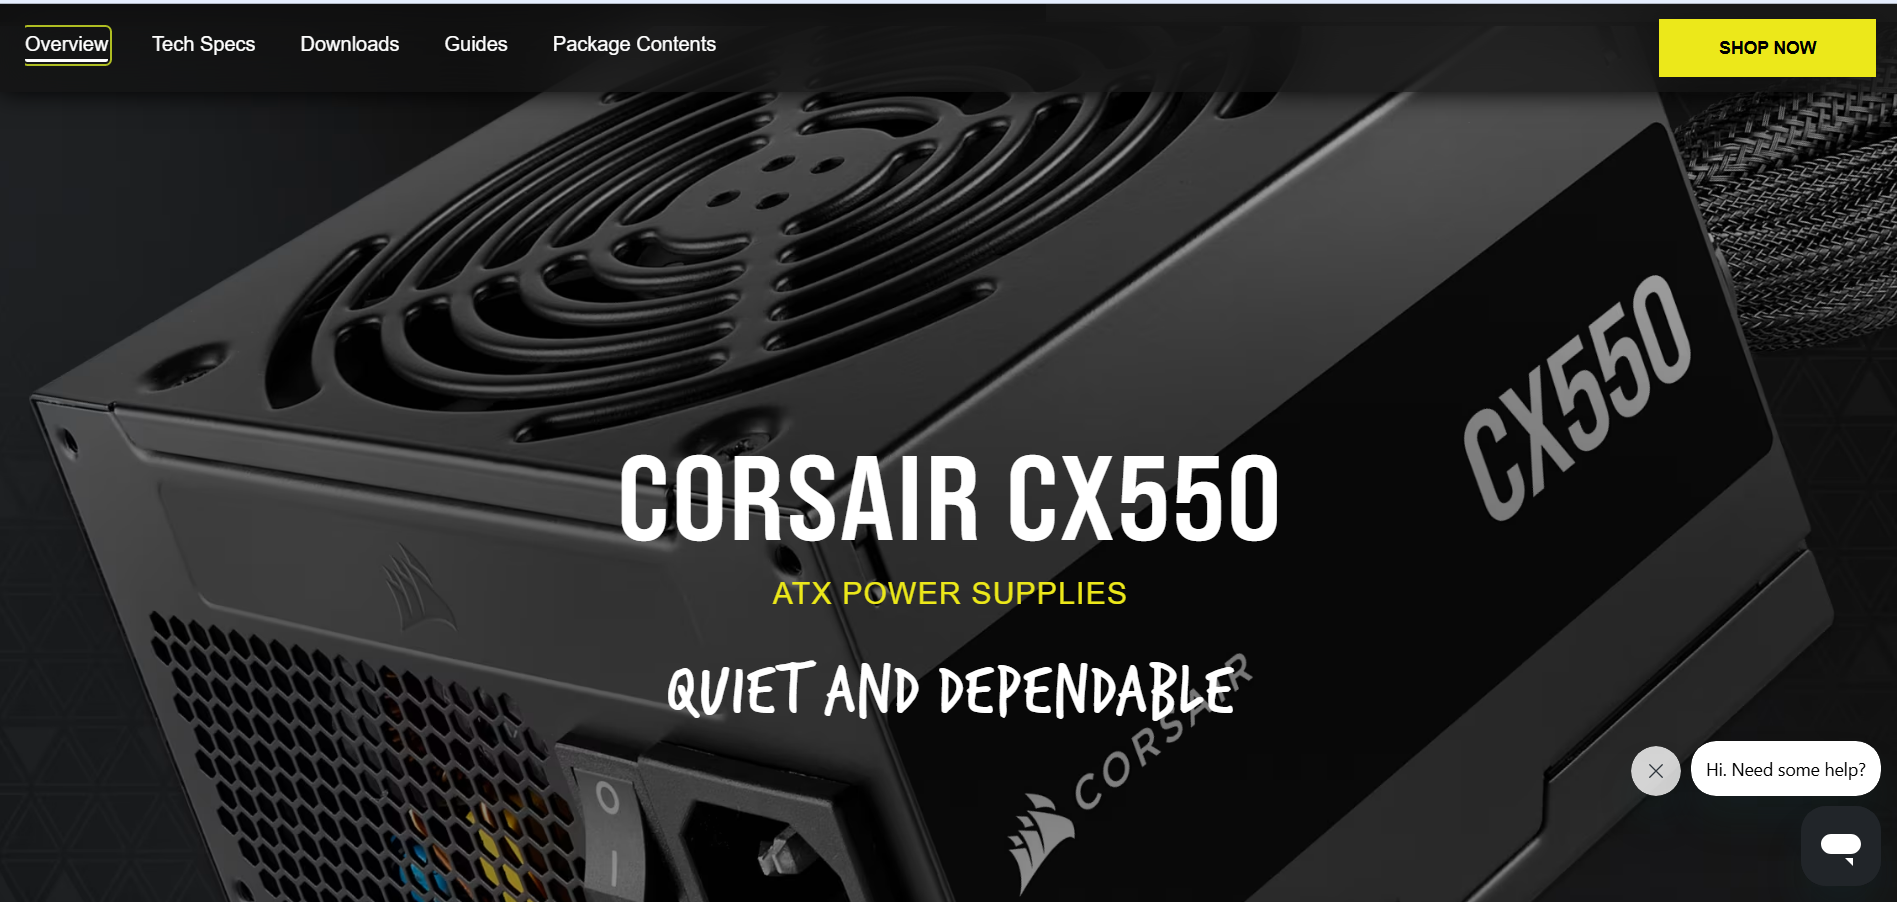 Overview Tech Specs Downloads Guides Package Contents SHOP NOW
CX550
CORSAIR CX550
ATX POWER SUPPLIES
QUIET AND DEPENDABLE
CORSAIR
Hi. Need some help?